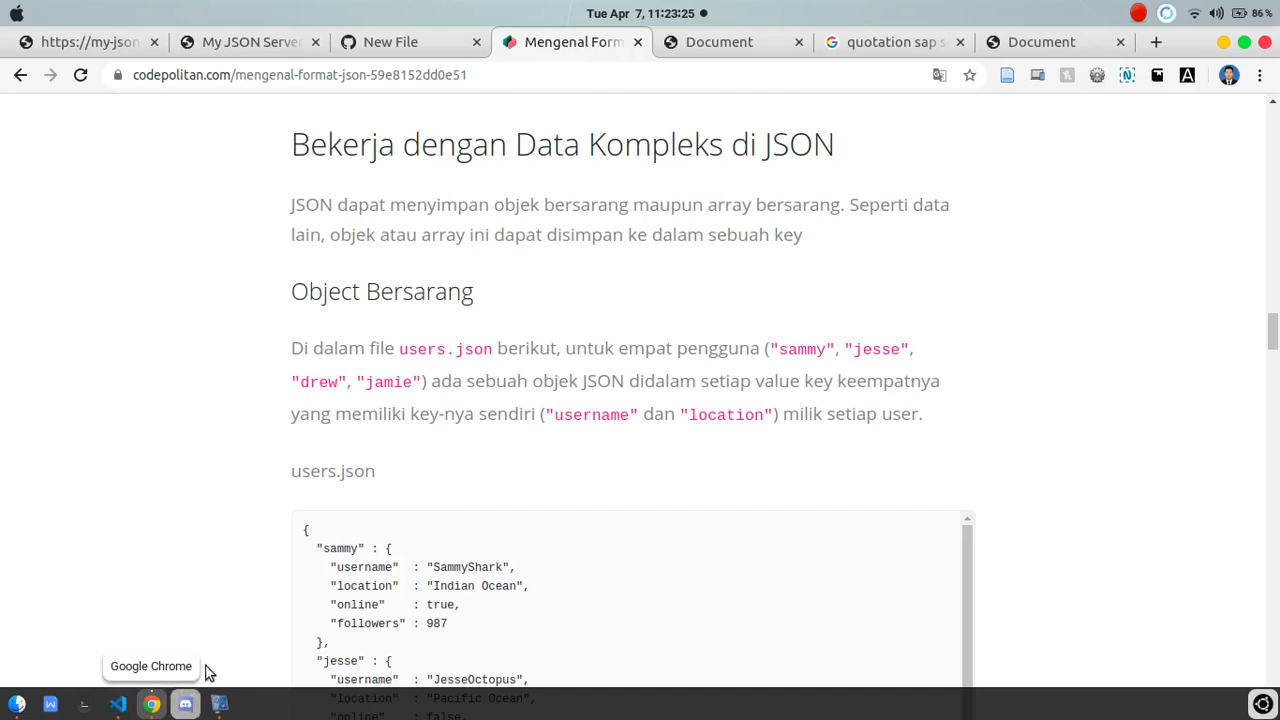 Tue Apr 7, 11:23:25
86 %
https://my-json
My JSON Server
New File
Mengenal Form
Document
quotation sap s
Document
codepolitan.com/mengenal-format-json-59e8152dd0e51
Bekerja dengan Data Kompleks di JSON
JSON dapat menyimpan objek bersarang maupun array bersarang. Seperti data
lain, objek atau array ini dapat disimpan ke dalam sebuah key
Object Bersarang
Di dalam file users.json berikut, untuk empat pengguna ("sammy", "jesse",
"drew", "jamie") ada sebuah objek JSON didalam setiap value key keempatnya
yang memiliki key-nya sendiri ("username" dan "location") milik setiap user.
users.json
{
"sammy" : {
"username" : "SammyShark",
"location" : "Indian Ocean",
"online" : true,
"followers" : 987
},
"jesse" : {
"username" : "JesseOctopus",
"location" : "Pacific Ocean",
"online" : false,
Google Chrome